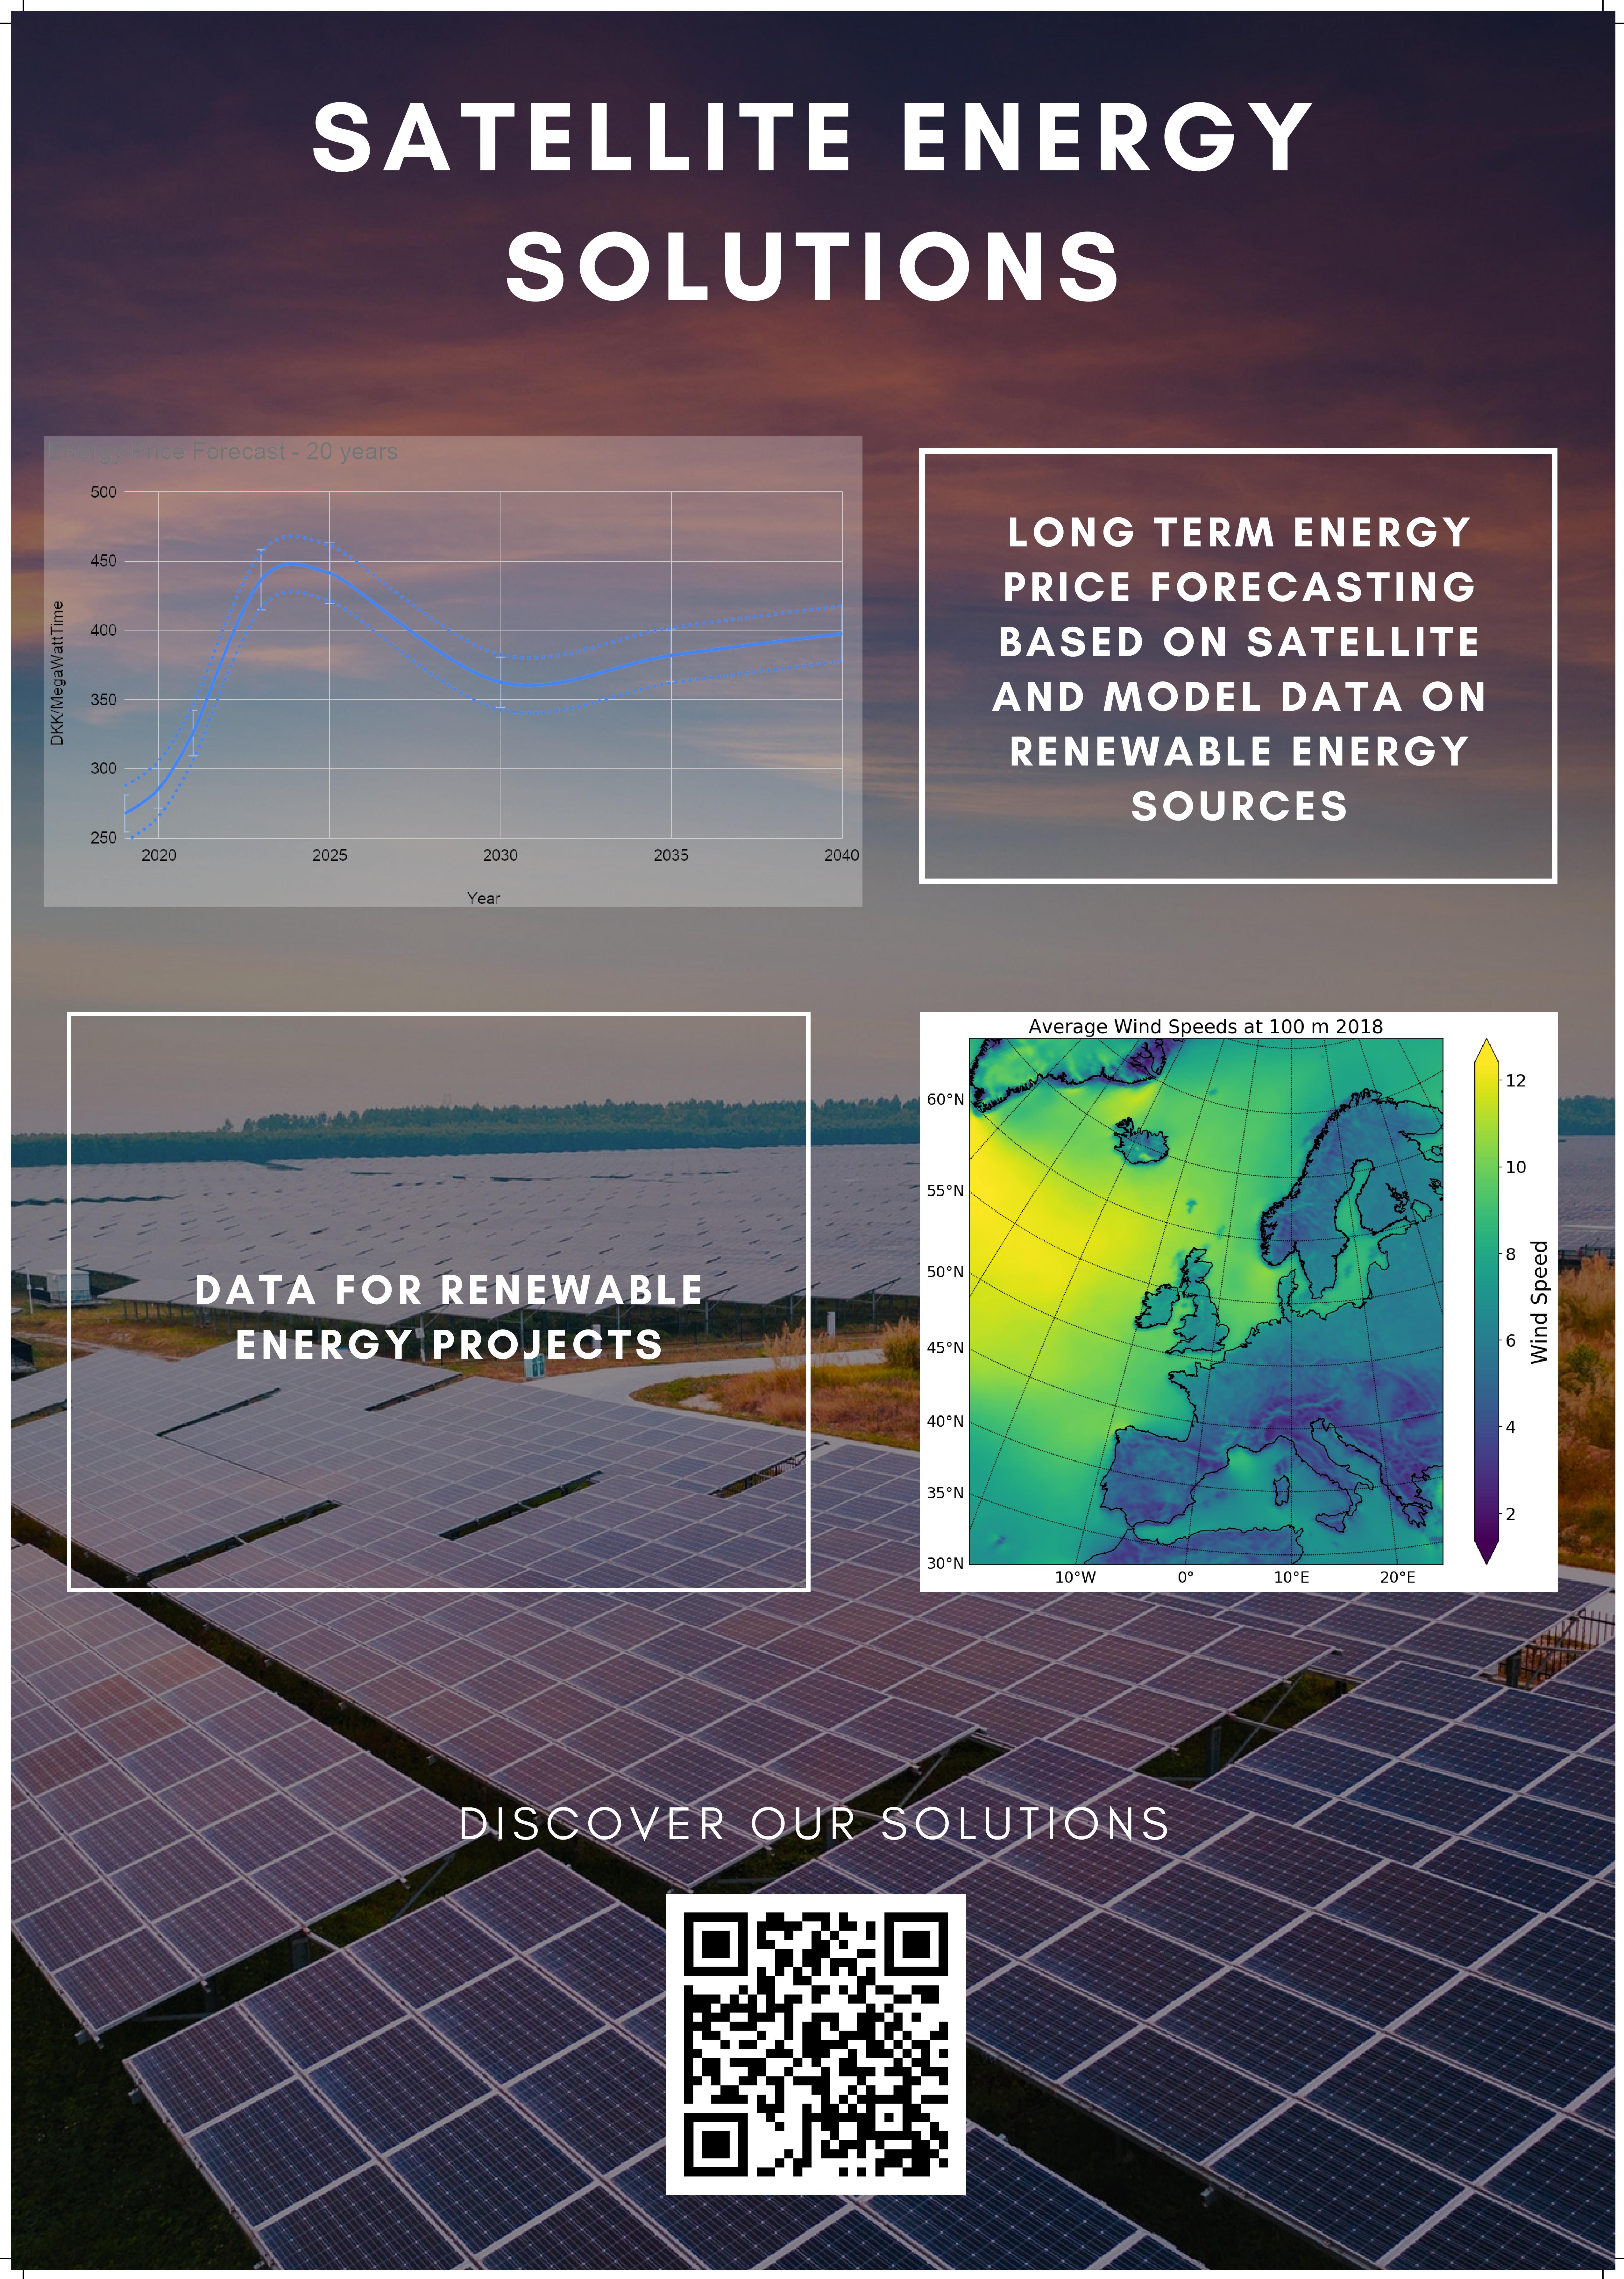 SATELLITE ENERGY
SOLUTIONS
Energy Price Forecast - 20 years
500
450
400
350
300
250
DKK/MegaWattTime
2020 2025 2030 2035 2040
Year
LONG TERM ENERGY
PRICE FORECASTING
BASED ON SATELLITE
AND MODEL DATA ON
RENEWABLE ENERGY
SOURCES
DATA FOR RENEWABLE
ENERGY PROJECTS
Average Wind Speeds at 100 m 2018
60°N
55°N
50°N
45°N
40°N
35°N
30°N
10°W 0° 10°E 20°E
12
10
8
6
4
2
Wind Speed
DISCOVER OUR SOLUTIONS